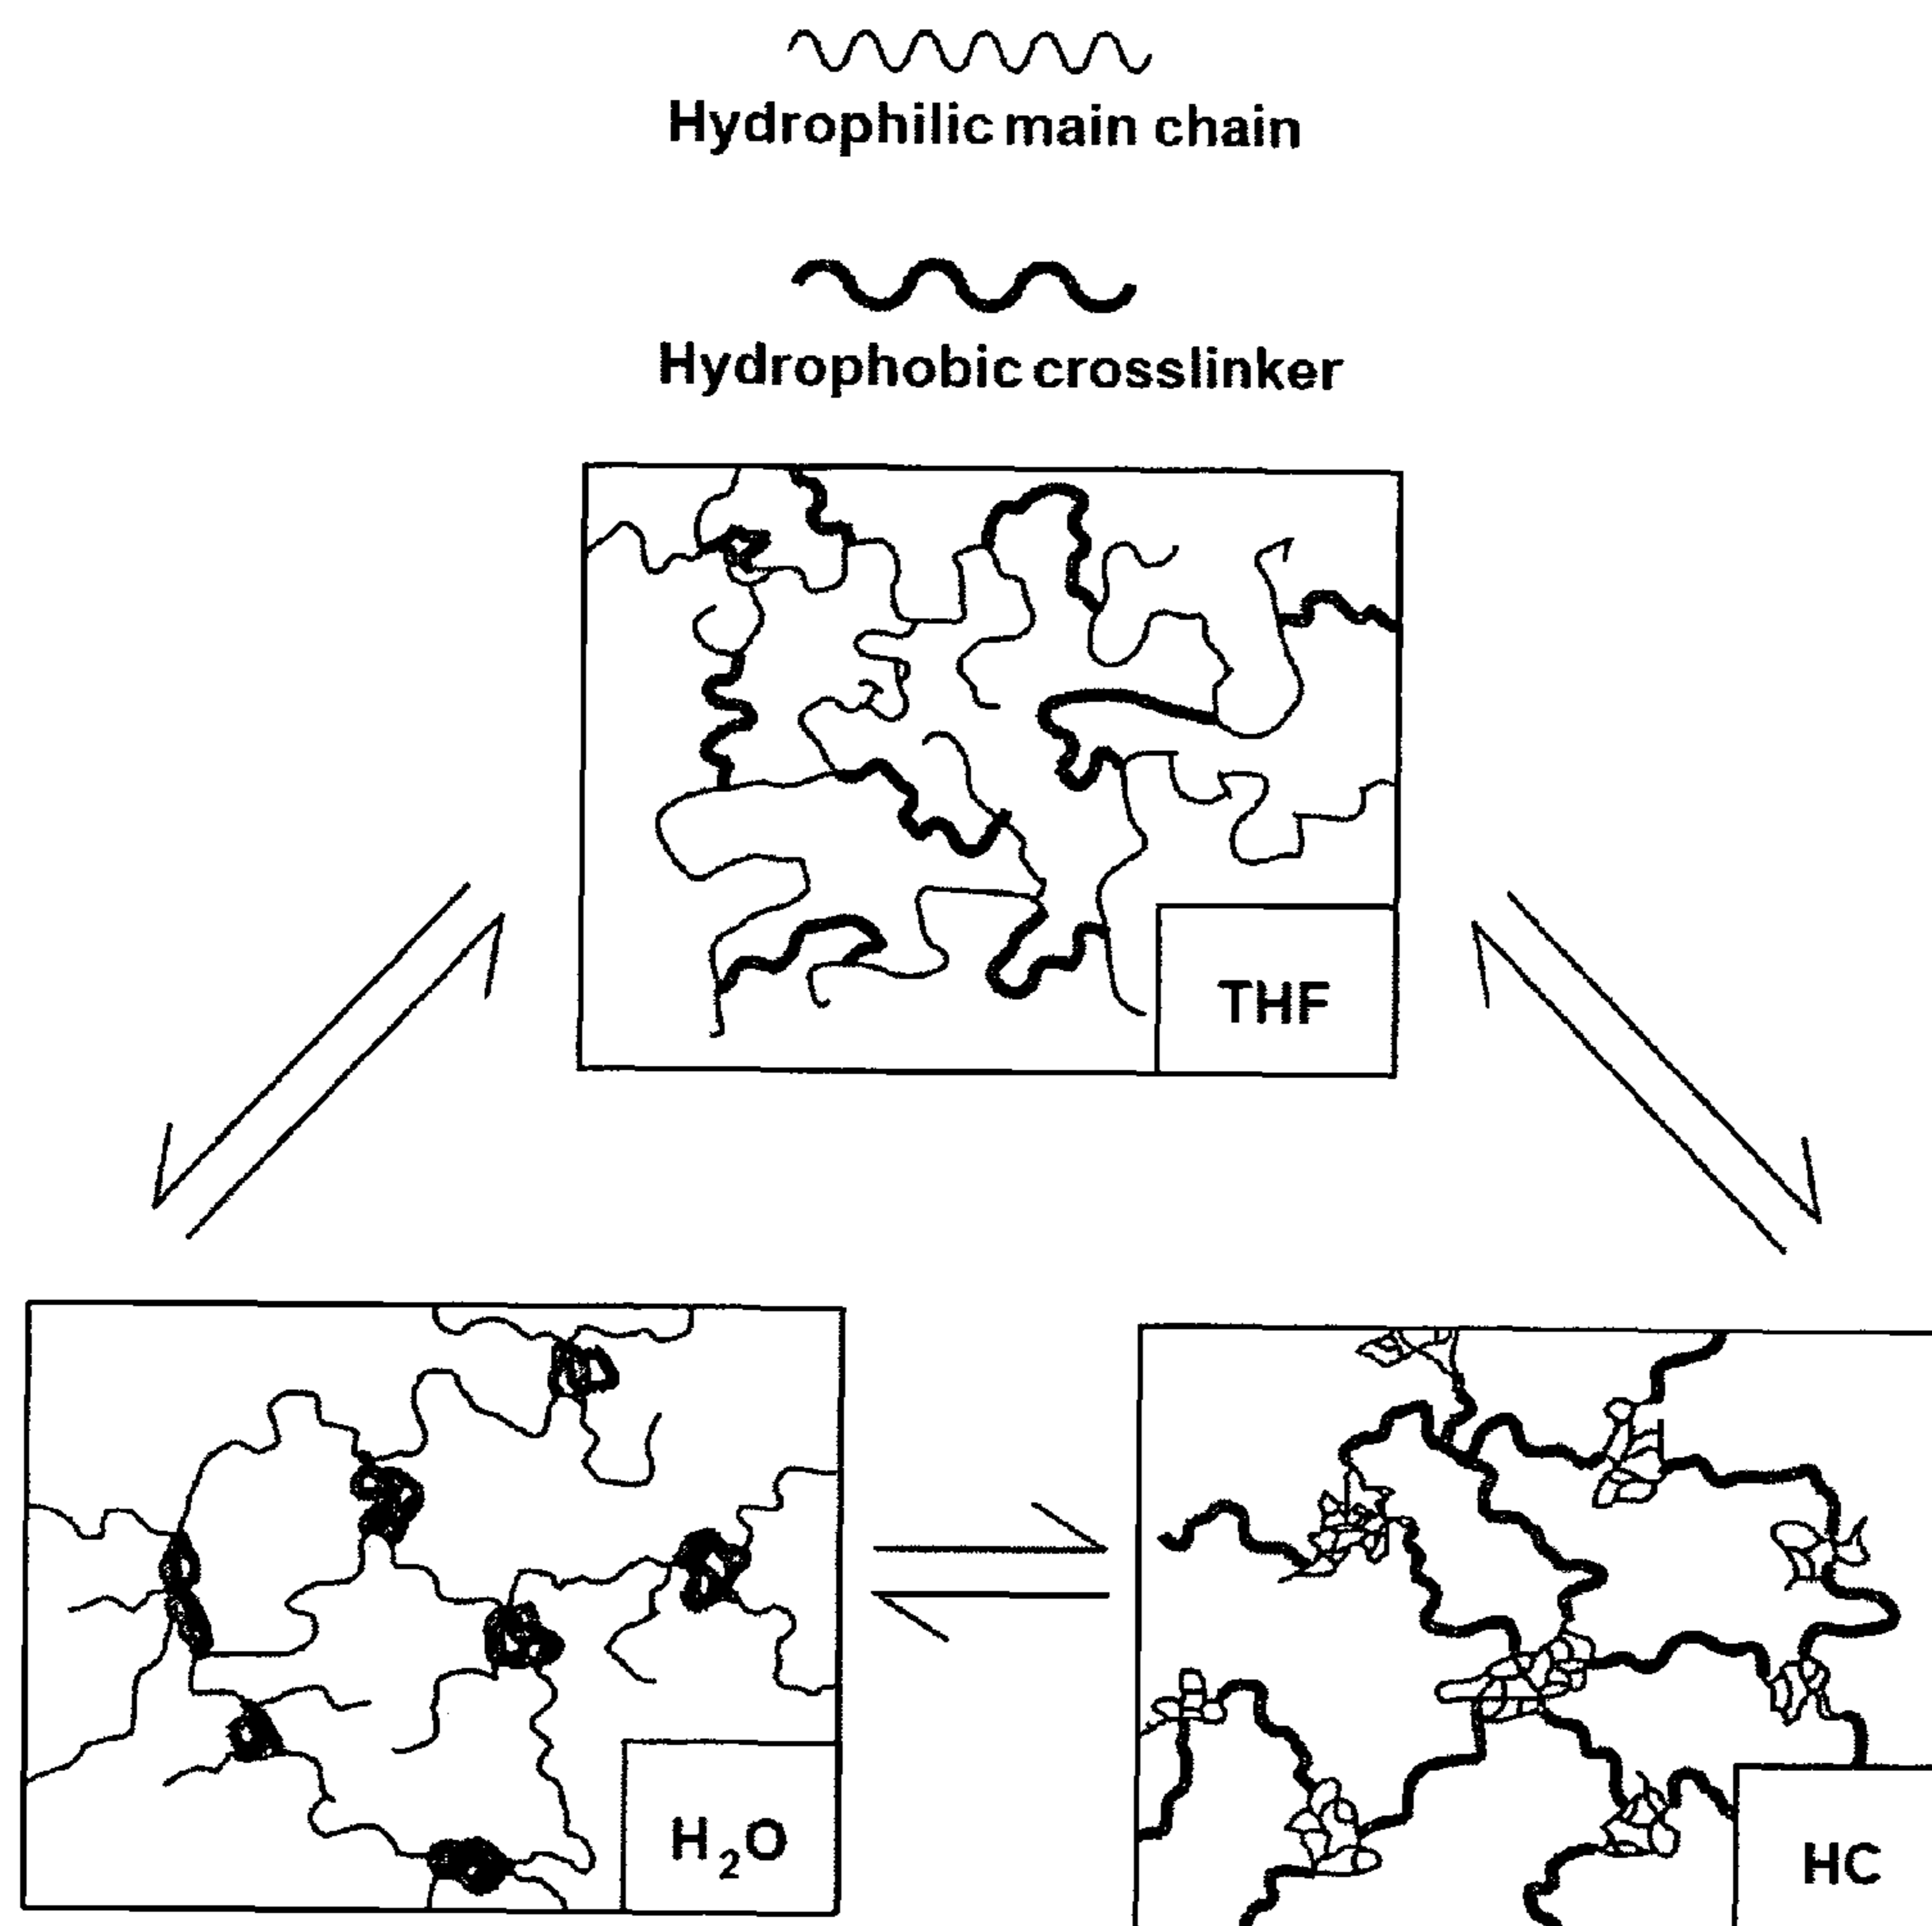 Hydrophilic main chain
Hydrophobic crosslinker
THF
H₂O
HC